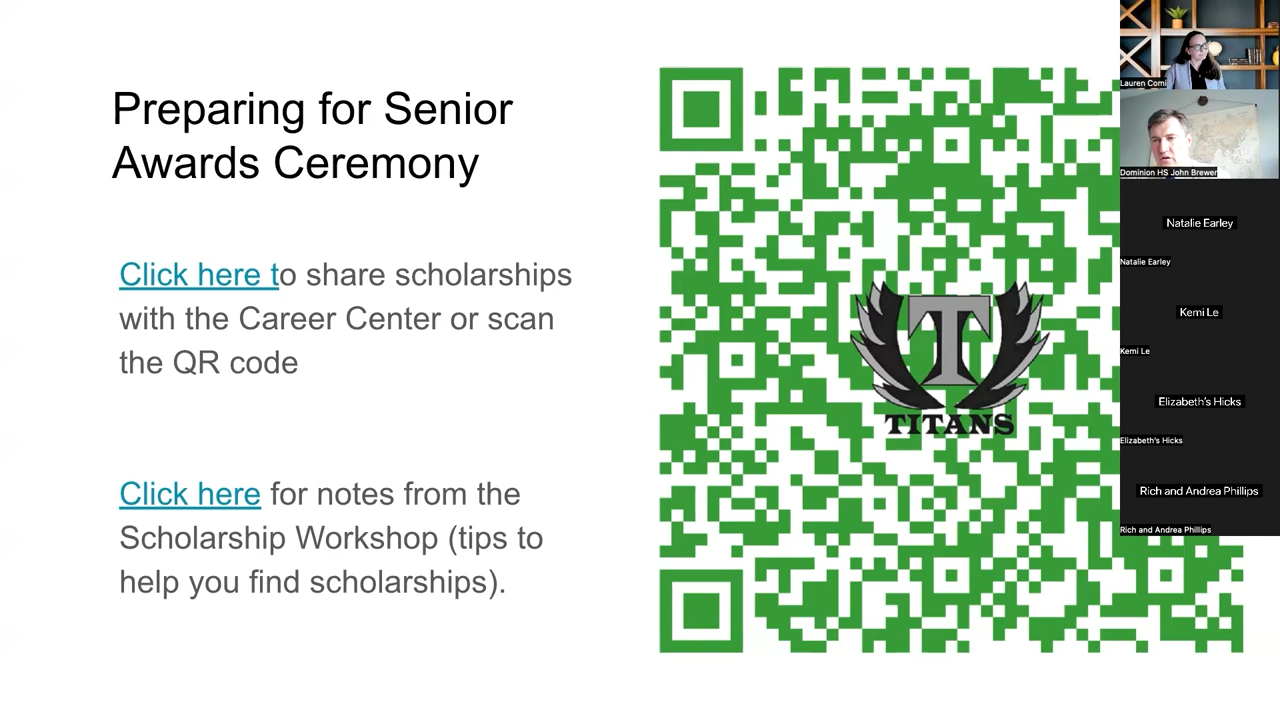 Preparing for Senior
Awards Ceremony
Click here to share scholarships
with the Career Center or scan
the QR code
Click here for notes from the
Scholarship Workshop (tips to
help you find scholarships).
T
TITANS
Lauren Comi
Dominion HS John Brewer
Natalie Earley
Natalie Earley
Kemi Le
Kemi Le
Elizabeth's Hicks
Elizabeth's Hicks
Rich and Andrea Phillips
Rich and Andrea Phillips